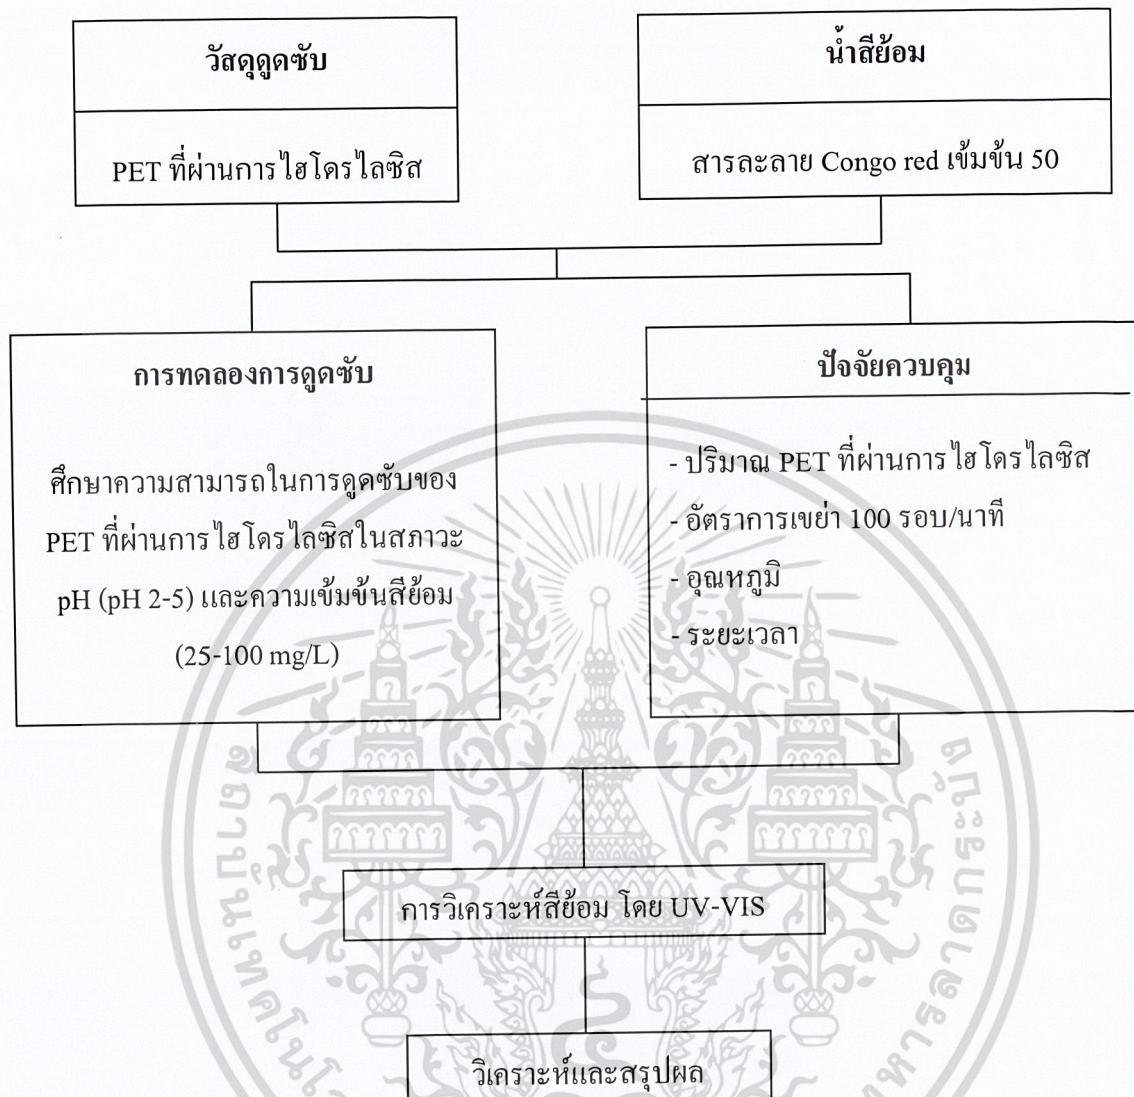 วัสดุดูดซับ
PET ที่ผ่านการไฮโดรไลซิส
น้ำสีย้อม
สารละลาย Congo red เข้มข้น 50
การทดลองการดูดซับ
ศึกษาความสามารถในการดูดซับของ
PET ที่ผ่านการไฮโดรไลซิสในสภาวะ
pH (pH 2-5) และความเข้มข้นสีย้อม
(25-100 mg/L)
ปัจจัยควบคุม
- ปริมาณ PET ที่ผ่านการไฮโดรไลซิส
- อัตราการเขย่า 100 รอบ/นาที
- อุณหภูมิ
- ระยะเวลา
การวิเคราะห์สีย้อม โดย UV-VIS
วิเคราะห์และสรุปผล